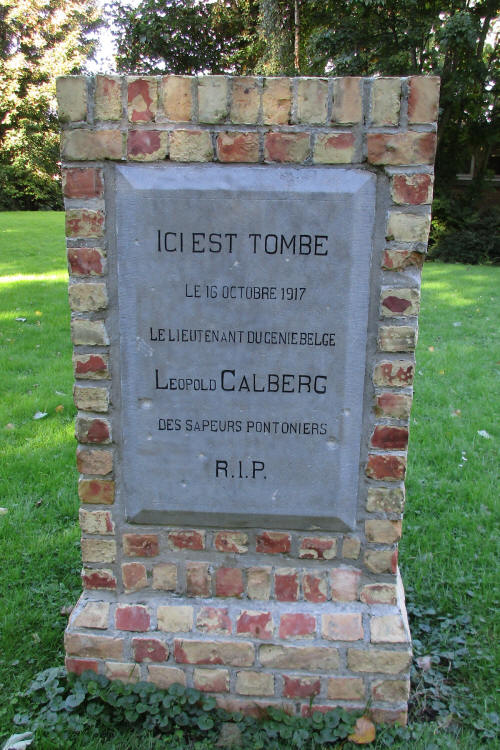 ICI EST TOMBE
LE 16 OCTOBRE 1917
LE LIEUTENANT DU GENIE BELGE
LEOPOLD CALBERG
DES SAPEURS PONTONIERS
R.I.P.